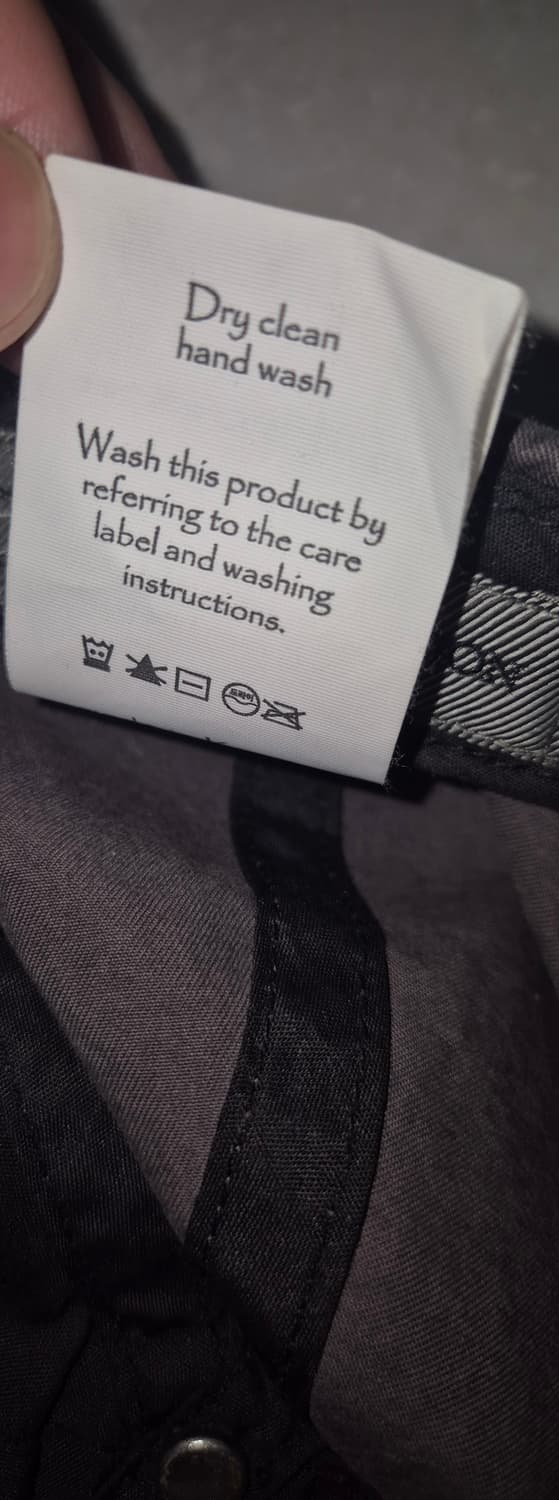 Dry clean
hand wash
Wash this product by
referring to the care
label and washing
instructions.